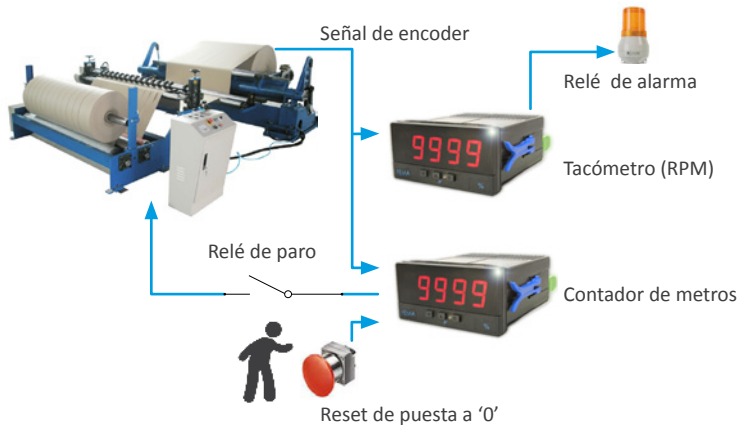 Señal de encoder
Relé de alarma
9999
Tacómetro (RPM)
Relé de paro
9999
Contador de metros
Reset de puesta a ‘0’